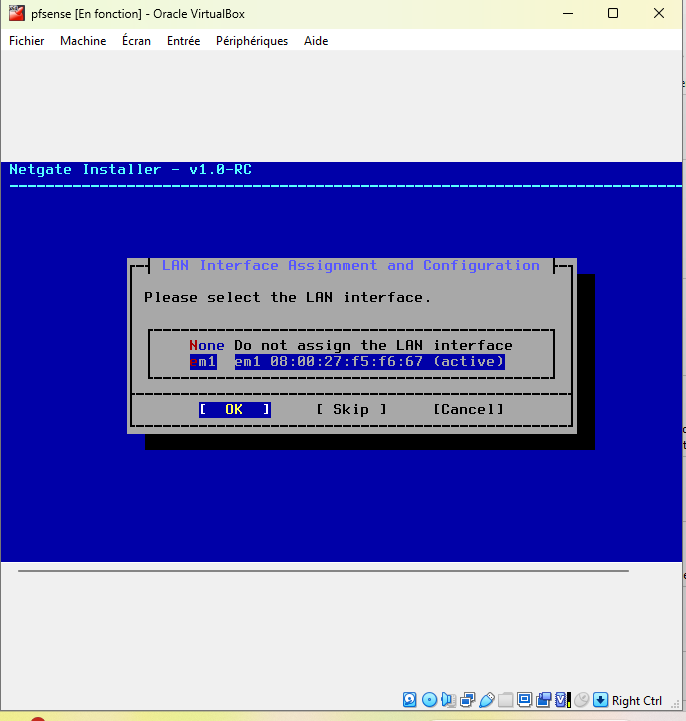 pfsense [En fonction] - Oracle VirtualBox
Fichier Machine Écran Entrée Périphériques Aide
Netgate Installer - v1.0-RC
LAN Interface Assignment and Configuration
Please select the LAN interface.
None Do not assign the LAN interface
em1 em1 08:00:27:f5:f6:67 (active)
[ OK ] [ Skip ] [Cancel]
Right Ctrl